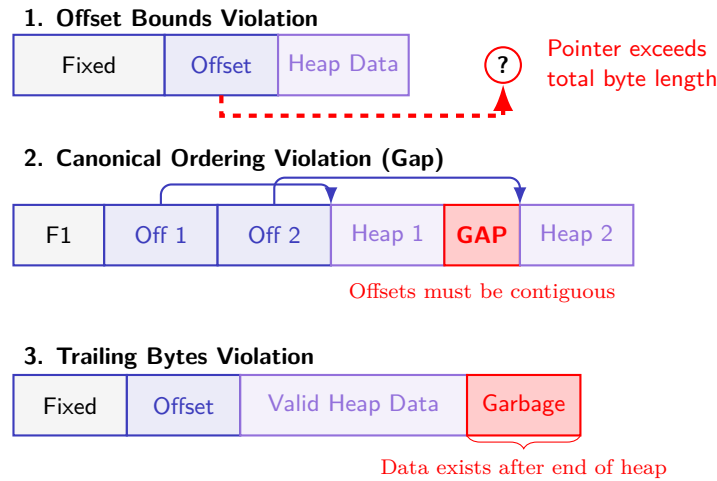 1. Offset Bounds Violation
Fixed
Offset
Heap Data
?
Pointer exceeds
total byte length
2. Canonical Ordering Violation (Gap)
F1
Off 1
Off 2
Heap 1
GAP
Heap 2
Offsets must be contiguous
3. Trailing Bytes Violation
Fixed
Offset
Valid Heap Data
Garbage
Data exists after end of heap